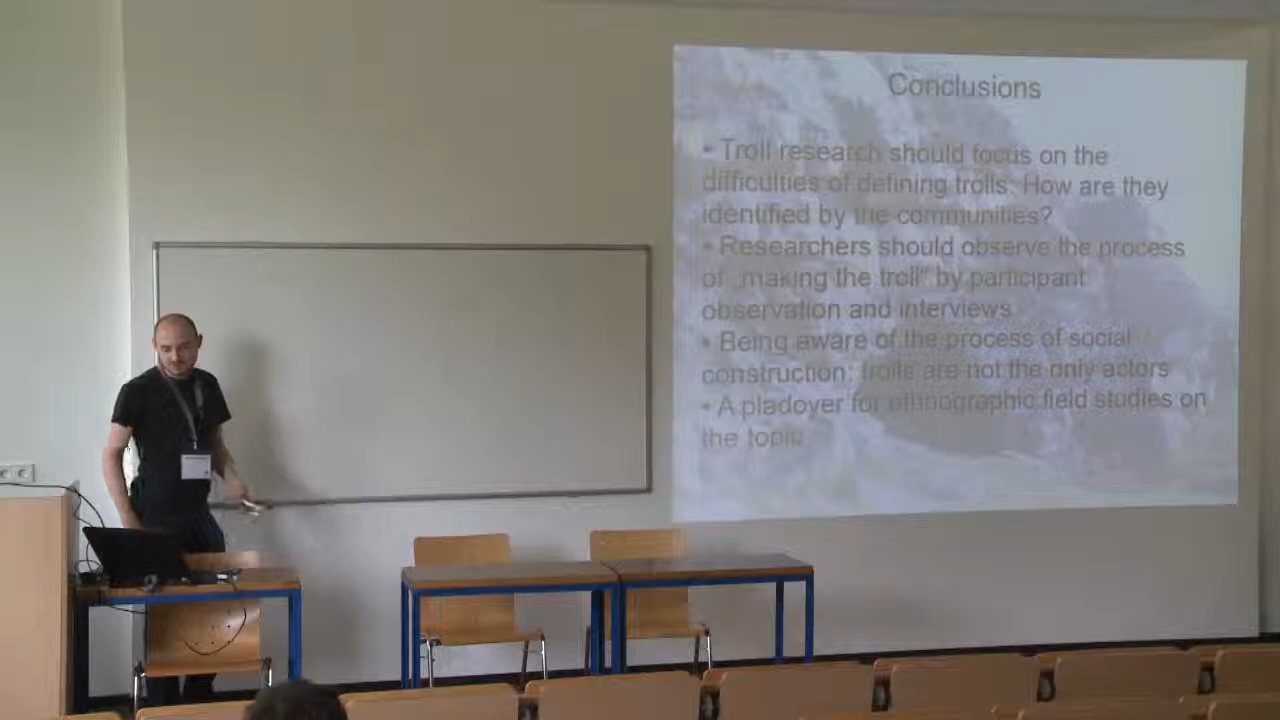 Conclusions
• Troll research should focus on the
difficulties of defining trolls. How are they
identified by the communities?
• Researchers should observe the process
of „making the troll“ by participant
observation and interviews
• Being aware of the process of social
construction; trolls are not the only actors
• A pladoyer for ethnographic field studies on
the topic